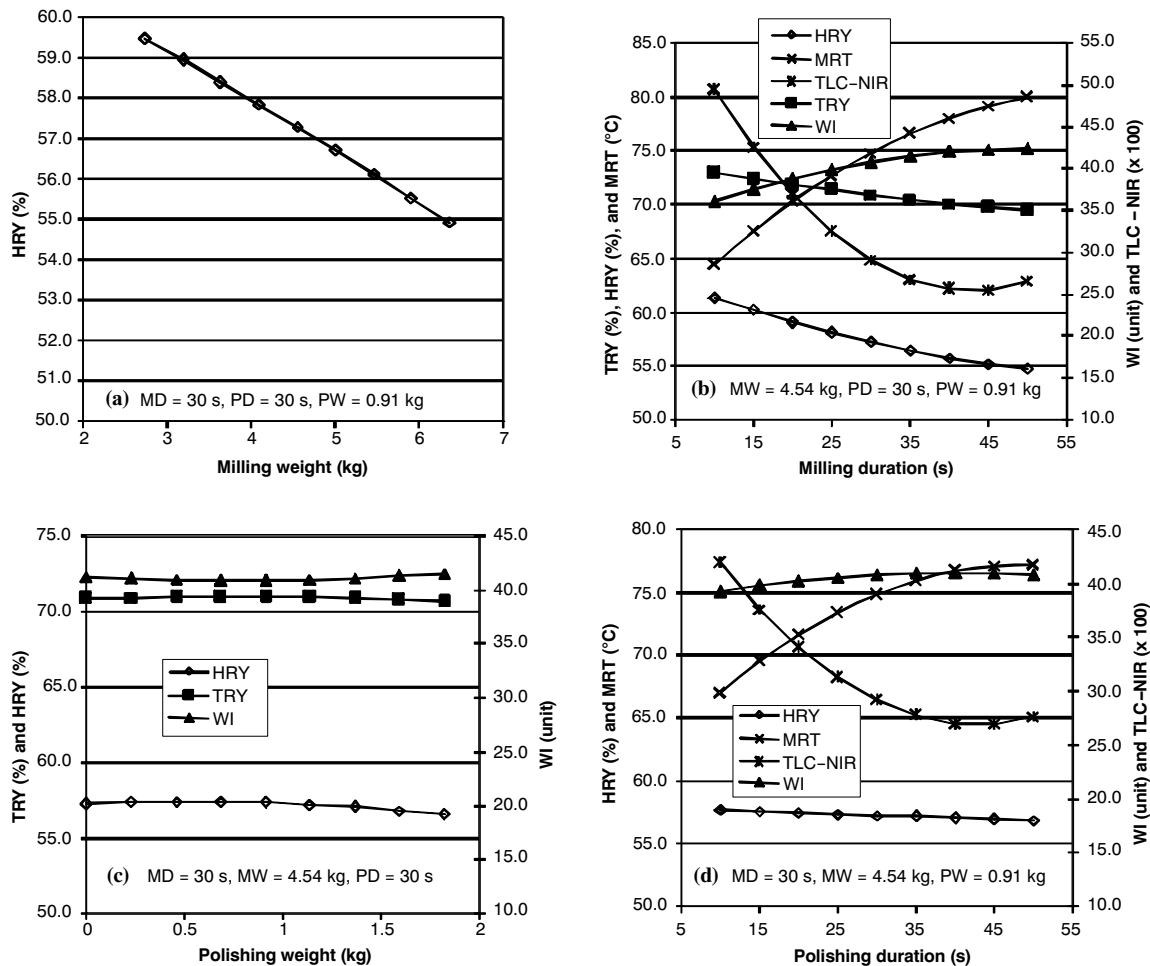 60.0
59.0
58.0
57.0
56.0
55.0
54.0
53.0
52.0
51.0
50.0
HRY (%)
(a) MD = 30 s, PD = 30 s, PW = 0.91 kg
2 3 4 5 6 7
Milling weight (kg)
HRY
MRT
TLC−NIR
TRY
WI
85.0
80.0
75.0
70.0
65.0
60.0
55.0
50.0
TRY (%), HRY (%), and MRT (°C)
55.0
50.0
45.0
40.0
35.0
30.0
25.0
20.0
15.0
10.0
WI (unit) and TLC − NIR (x 100)
(b) MW = 4.54 kg, PD = 30 s, PW = 0.91 kg
5 15 25 35 45 55
Milling duration (s)
75.0
70.0
65.0
60.0
55.0
50.0
TRY (%) and HRY (%)
HRY
TRY
WI
45.0
40.0
35.0
30.0
25.0
20.0
15.0
10.0
WI (unit)
(c) MD = 30 s, MW = 4.54 kg, PD = 30 s
0 0.5 1 1.5 2
Polishing weight (kg)
80.0
75.0
70.0
65.0
60.0
55.0
50.0
HRY (%) and MRT (°C)
HRY
MRT
TLC−NIR
WI
45.0
40.0
35.0
30.0
25.0
20.0
15.0
10.0
WI (unit) and TLC−NIR (x 100)
(d) MD = 30 s, MW = 4.54 kg, PW = 0.91 kg
5 15 25 35 45 55
Polishing duration (s)